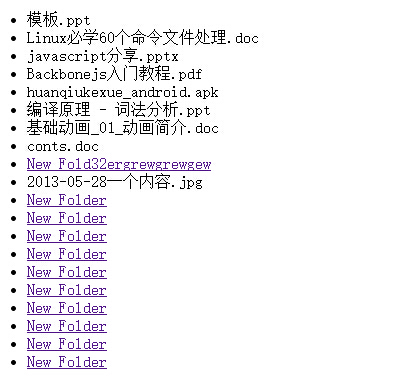 模板.ppt
Linux必学60个命令文件处理.doc
javascript分享.pptx
Backbonejs入门教程.pdf
huanqiukexue_android.apk
编译原理 - 词法分析.ppt
基础动画_01_动画简介.doc
conts.doc
New Fold32ergrewgrewgew
2013-05-28一个内容.jpg
New Folder
New Folder
New Folder
New Folder
New Folder
New Folder
New Folder
New Folder
New Folder
New Folder